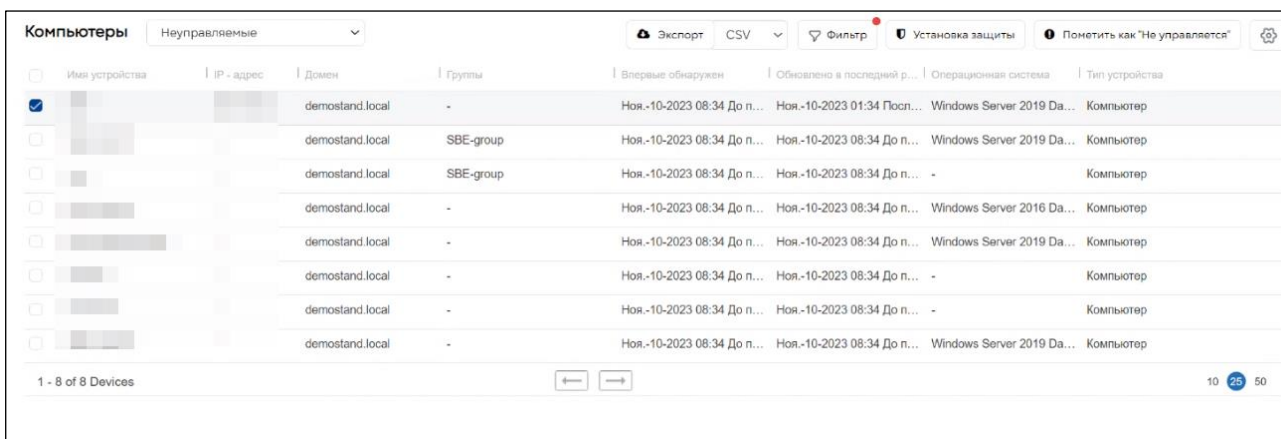 Компьютеры Неуправляемые Экспорт CSV Фильтр Установка защиты Пометить как "Не управляется"
Имя устройства IP - адрес Домен Группы Впервые обнаружен Обновлено в последний р... Операционная система Тип устройства
demostand.local - Ноя.-10-2023 08:34 До п... Ноя.-10-2023 01:34 Посл... Windows Server 2019 Da... Компьютер
demostand.local SBE-group Ноя.-10-2023 08:34 До п... Ноя.-10-2023 08:34 До п... Windows Server 2019 Da... Компьютер
demostand.local SBE-group Ноя.-10-2023 08:34 До п... Ноя.-10-2023 08:34 До п... - Компьютер
demostand.local - Ноя.-10-2023 08:34 До п... Ноя.-10-2023 08:34 До п... Windows Server 2016 Da... Компьютер
demostand.local - Ноя.-10-2023 08:34 До п... Ноя.-10-2023 08:34 До п... Windows Server 2019 Da... Компьютер
demostand.local - Ноя.-10-2023 08:34 До п... Ноя.-10-2023 08:34 До п... - Компьютер
demostand.local - Ноя.-10-2023 08:34 До п... Ноя.-10-2023 08:34 До п... - Компьютер
demostand.local - Ноя.-10-2023 08:34 До п... Ноя.-10-2023 08:34 До п... Windows Server 2019 Da... Компьютер
1 - 8 of 8 Devices 10 25 50